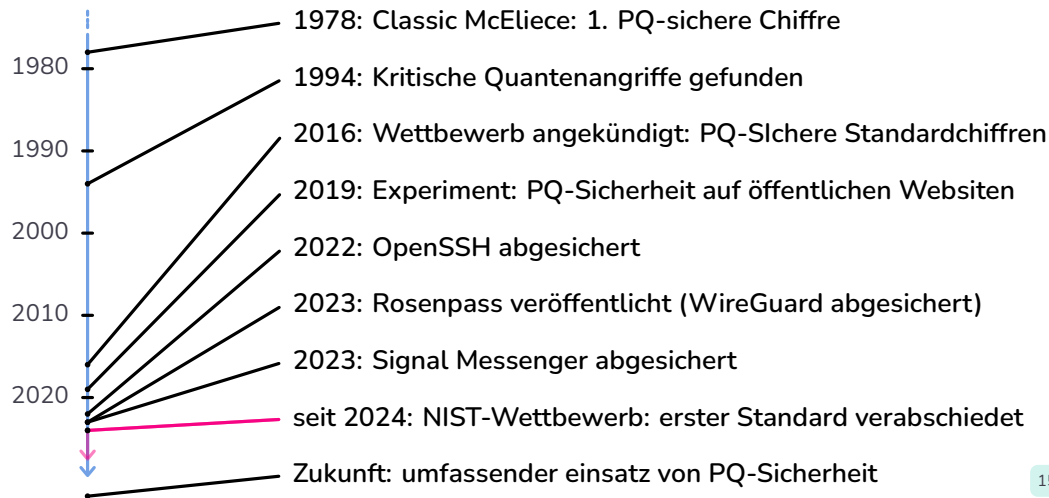 1978: Classic McEliece: 1. PQ-sichere Chiffre
1980
1994: Kritische Quantenangriffe gefunden
2016: Wettbewerb angekündigt: PQ-SIchere Standardchiffren
1990
2019: Experiment: PQ-Sicherheit auf öffentlichen Websiten
2000
2022: OpenSSH abgesichert
2023: Rosenpass veröffentlicht (WireGuard abgesichert)
2010
2023: Signal Messenger abgesichert
2020
seit 2024: NIST-Wettbewerb: erster Standard verabschiedet
Zukunft: umfassender einsatz von PQ-Sicherheit